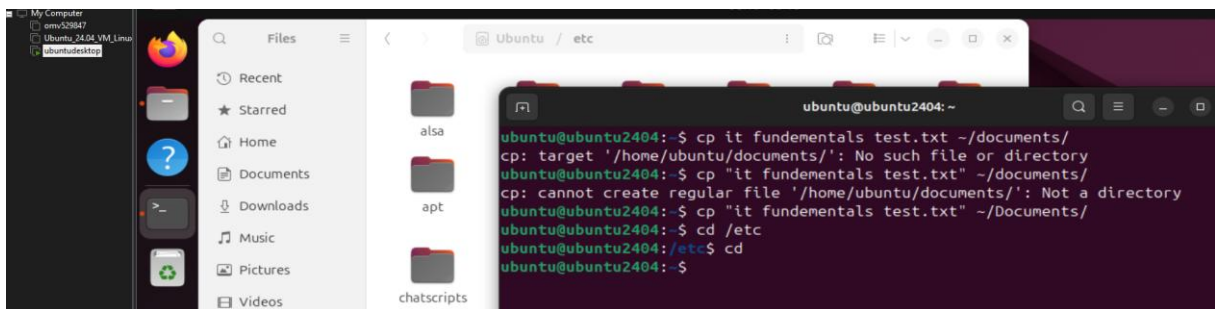 My Computer
omv529847
Ubuntu_24.04_VM_Linux
ubuntudesktop
Files
Ubuntu / etc
Recent
Starred
Home
Documents
Downloads
Music
Pictures
Videos
alsa
apt
chatscripts
ubuntu@ubuntu2404: ~
ubuntu@ubuntu2404:~$ cp it fundementals test.txt ~/documents/
cp: target '/home/ubuntu/documents/': No such file or directory
ubuntu@ubuntu2404:~$ cp "it fundementals test.txt" ~/documents/
cp: cannot create regular file '/home/ubuntu/documents/': Not a directory
ubuntu@ubuntu2404:~$ cp "it fundementals test.txt" ~/Documents/
ubuntu@ubuntu2404:~$ cd /etc
ubuntu@ubuntu2404:/etc$ cd
ubuntu@ubuntu2404:~$